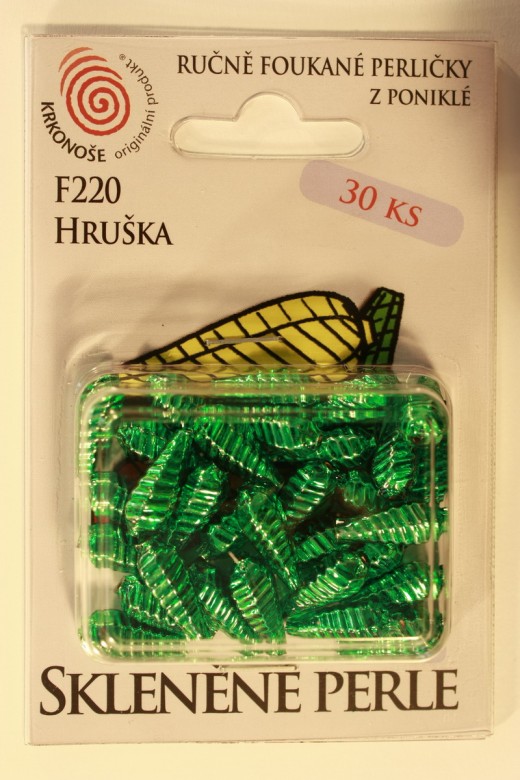 RUČNĚ FOUKANÉ PERLIČKY
Z PONIKLÉ
KRKONOŠE
originální produkt®
F220
HRUŠKA
30 KS
SKLENĚNÉ PERLE